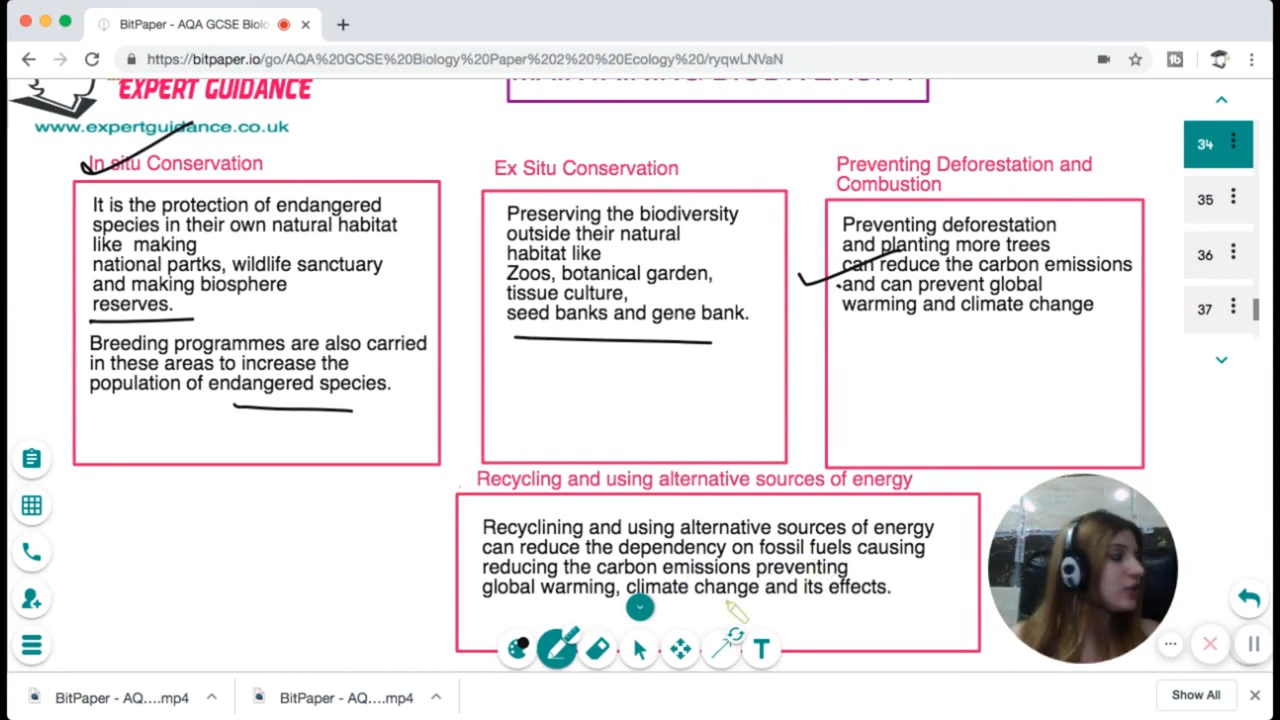 BitPaper - AQA GCSE Biolo
https://bitpaper.io/go/AQA%20GCSE%20Biology%20Paper%202%20%20Ecology%20/ryqwLNVaN
MAINTAINING BIODIVERSITY
EXPERT GUIDANCE
www.expertguidance.co.uk
In situ Conservation
It is the protection of endangered
species in their own natural habitat
like making
national partks, wildlife sanctuary
and making biosphere
reserves.
Breeding programmes are also carried
in these areas to increase the
population of endangered species.
Ex Situ Conservation
Preserving the biodiversity
outside their natural
habitat like
Zoos, botanical garden,
tissue culture,
seed banks and gene bank.
Preventing Deforestation and
Combustion
Preventing deforestation
and planting more trees
can reduce the carbon emissions
and can prevent global
warming and climate change
34
35
36
37
Recycling and using alternative sources of energy
Recyclining and using alternative sources of energy
can reduce the dependency on fossil fuels causing
reducing the carbon emissions preventing
global warming, climate change and its effects.
T
BitPaper - AQ....mp4
BitPaper - AQ....mp4
Show All